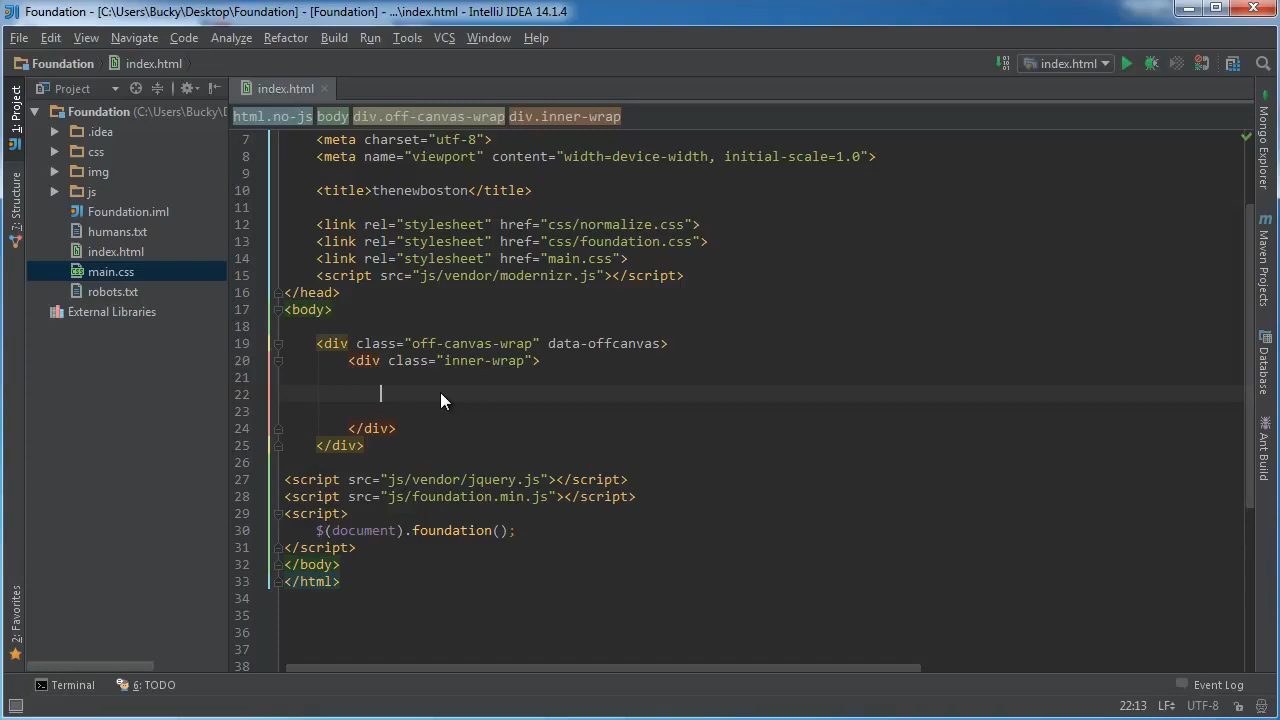 Foundation - [C:\Users\Bucky\Desktop\Foundation] - [Foundation] - ...\index.html - IntelliJ IDEA 14.1.4
File Edit View Navigate Code Analyze Refactor Build Run Tools VCS Window Help
Foundation index.html index.html
1: Project
7: Structure
2: Favorites
Project
Foundation (C:\Users\Bucky\D
.idea
css
img
js
Foundation.iml
humans.txt
index.html
main.css
robots.txt
External Libraries
index.html
html.no-js body div.off-canvas-wrap div.inner-wrap
7 <meta charset="utf-8">
8 <meta name="viewport" content="width=device-width, initial-scale=1.0">
9
10 <title>thenewboston</title>
11
12 <link rel="stylesheet" href="css/normalize.css">
13 <link rel="stylesheet" href="css/foundation.css">
14 <link rel="stylesheet" href="main.css">
15 <script src="js/vendor/modernizr.js"></script>
16 </head>
17 <body>
18
19 <div class="off-canvas-wrap" data-offcanvas>
20 <div class="inner-wrap">
21
22
23
24 </div>
25 </div>
26
27 <script src="js/vendor/jquery.js"></script>
28 <script src="js/foundation.min.js"></script>
29 <script>
30 $(document).foundation();
31 </script>
32 </body>
33 </html>
34
35
36
37
38
Mongo Explorer
Maven Projects
Database
Ant Build
Terminal 6: TODO Event Log
22:13 LF UTF-8